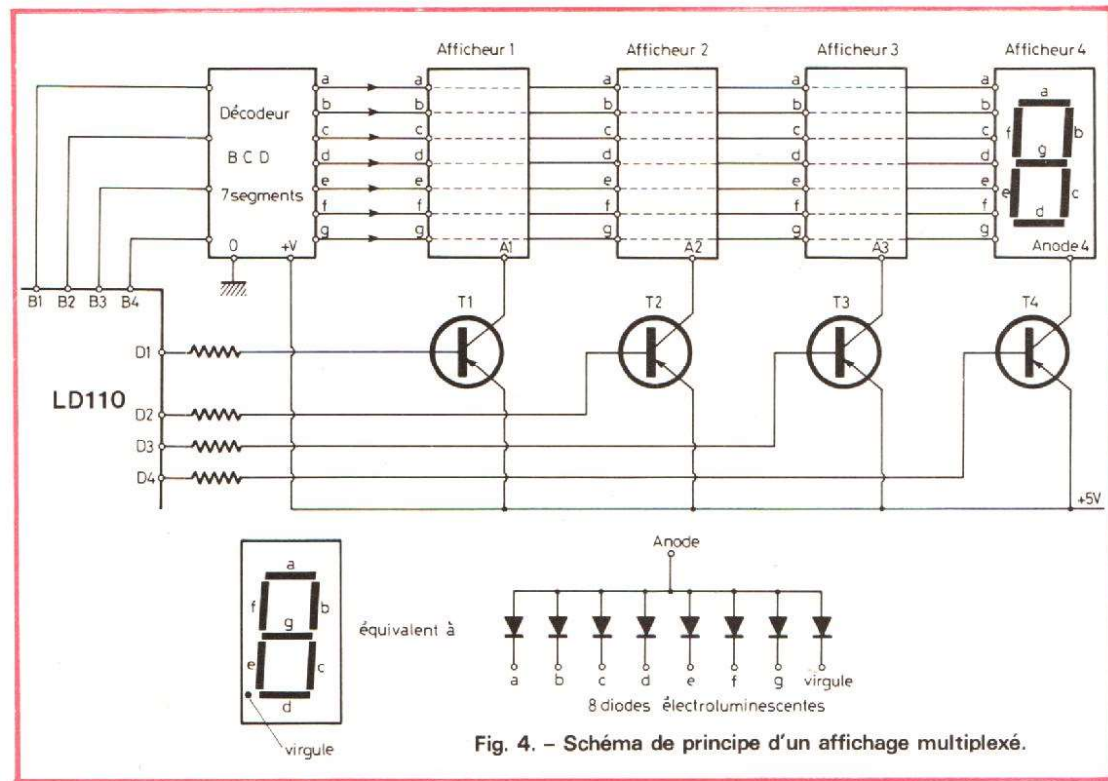 Afficheur 1 Afficheur 2 Afficheur 3 Afficheur 4
a a a a a
b b b b b
c c c c c
d d d d d
e e e e e
f f f f f
g g g g g
Décodeur
BCD
7segments
O +V
a
f b
g
e c
d
A1 A2 A3 Anode 4
B1 B2 B3 B4
T1 T2 T3 T4
D1
LD110
D2
D3
D4
+5V
a
f b
g
e c
d
virgule
équivalent à
Anode
a b c d e f g virgule
8 diodes électroluminescentes
Fig. 4. – Schéma de principe d'un affichage multiplexé.